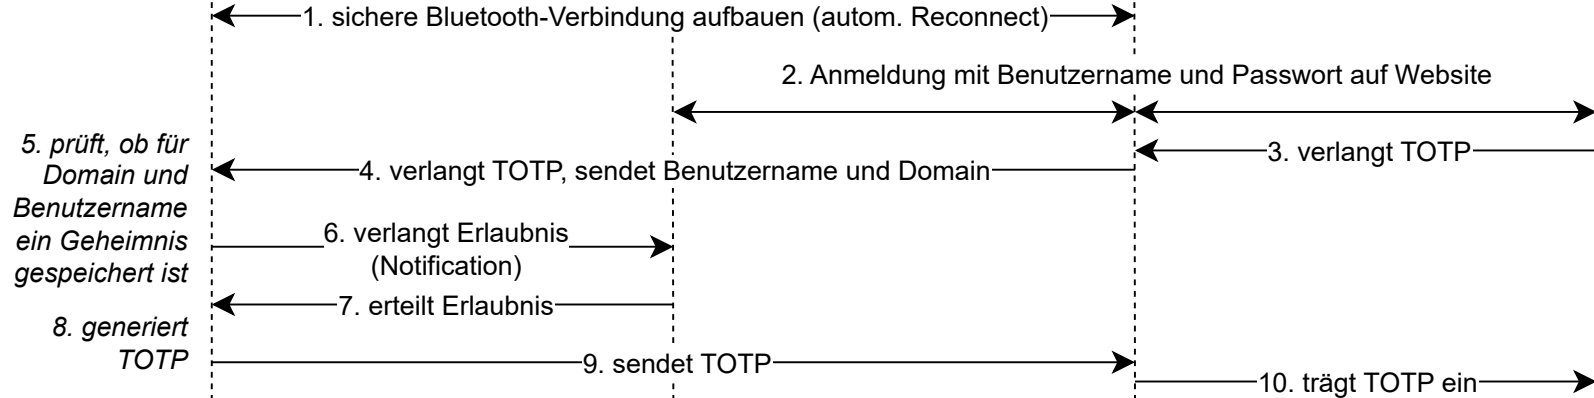 1. sichere Bluetooth-Verbindung aufbauen (autom. Reconnect)
2. Anmeldung mit Benutzername und Passwort auf Website
3. verlangt TOTP
4. verlangt TOTP, sendet Benutzername und Domain
5. prüft, ob für
Domain und
Benutzername
ein Geheimnis
gespeichert ist
6. verlangt Erlaubnis
(Notification)
7. erteilt Erlaubnis
8. generiert
TOTP
9. sendet TOTP
10. trägt TOTP ein